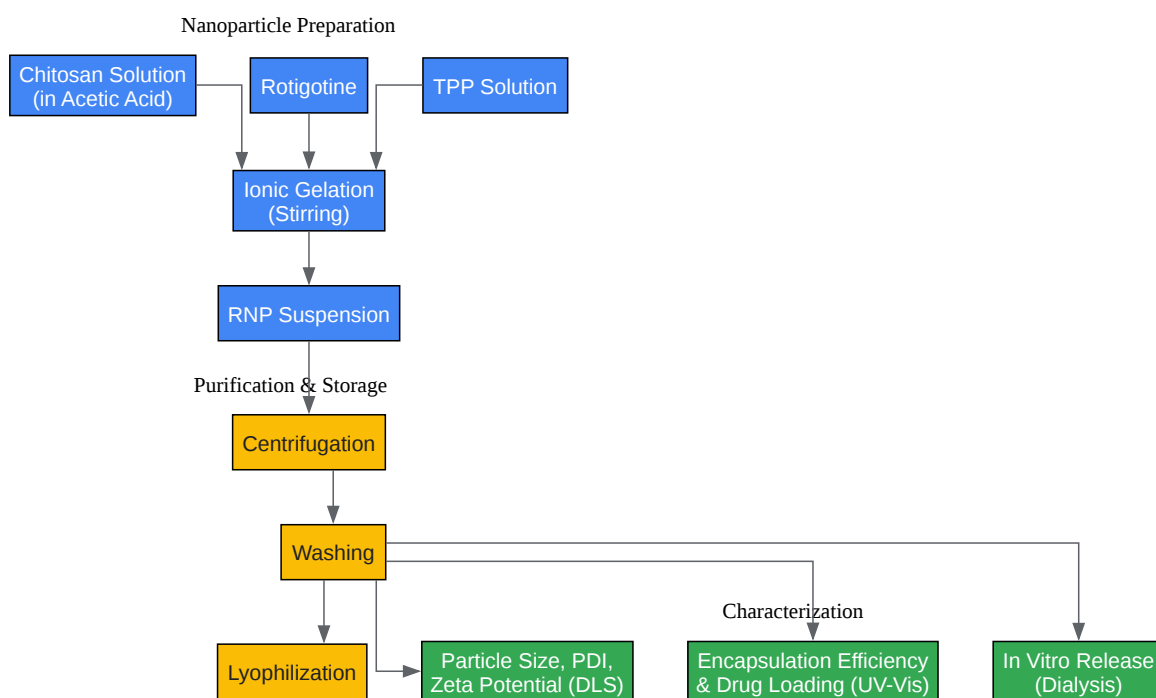 Nanoparticle Preparation
Chitosan Solution
(in Acetic Acid)
Rotigotine
TPP Solution
Ionic Gelation
(Stirring)
RNP Suspension
Purification & Storage
Centrifugation
Washing
Characterization
Lyophilization
Particle Size, PDI,
Zeta Potential (DLS)
Encapsulation Efficiency
& Drug Loading (UV-Vis)
In Vitro Release
(Dialysis)